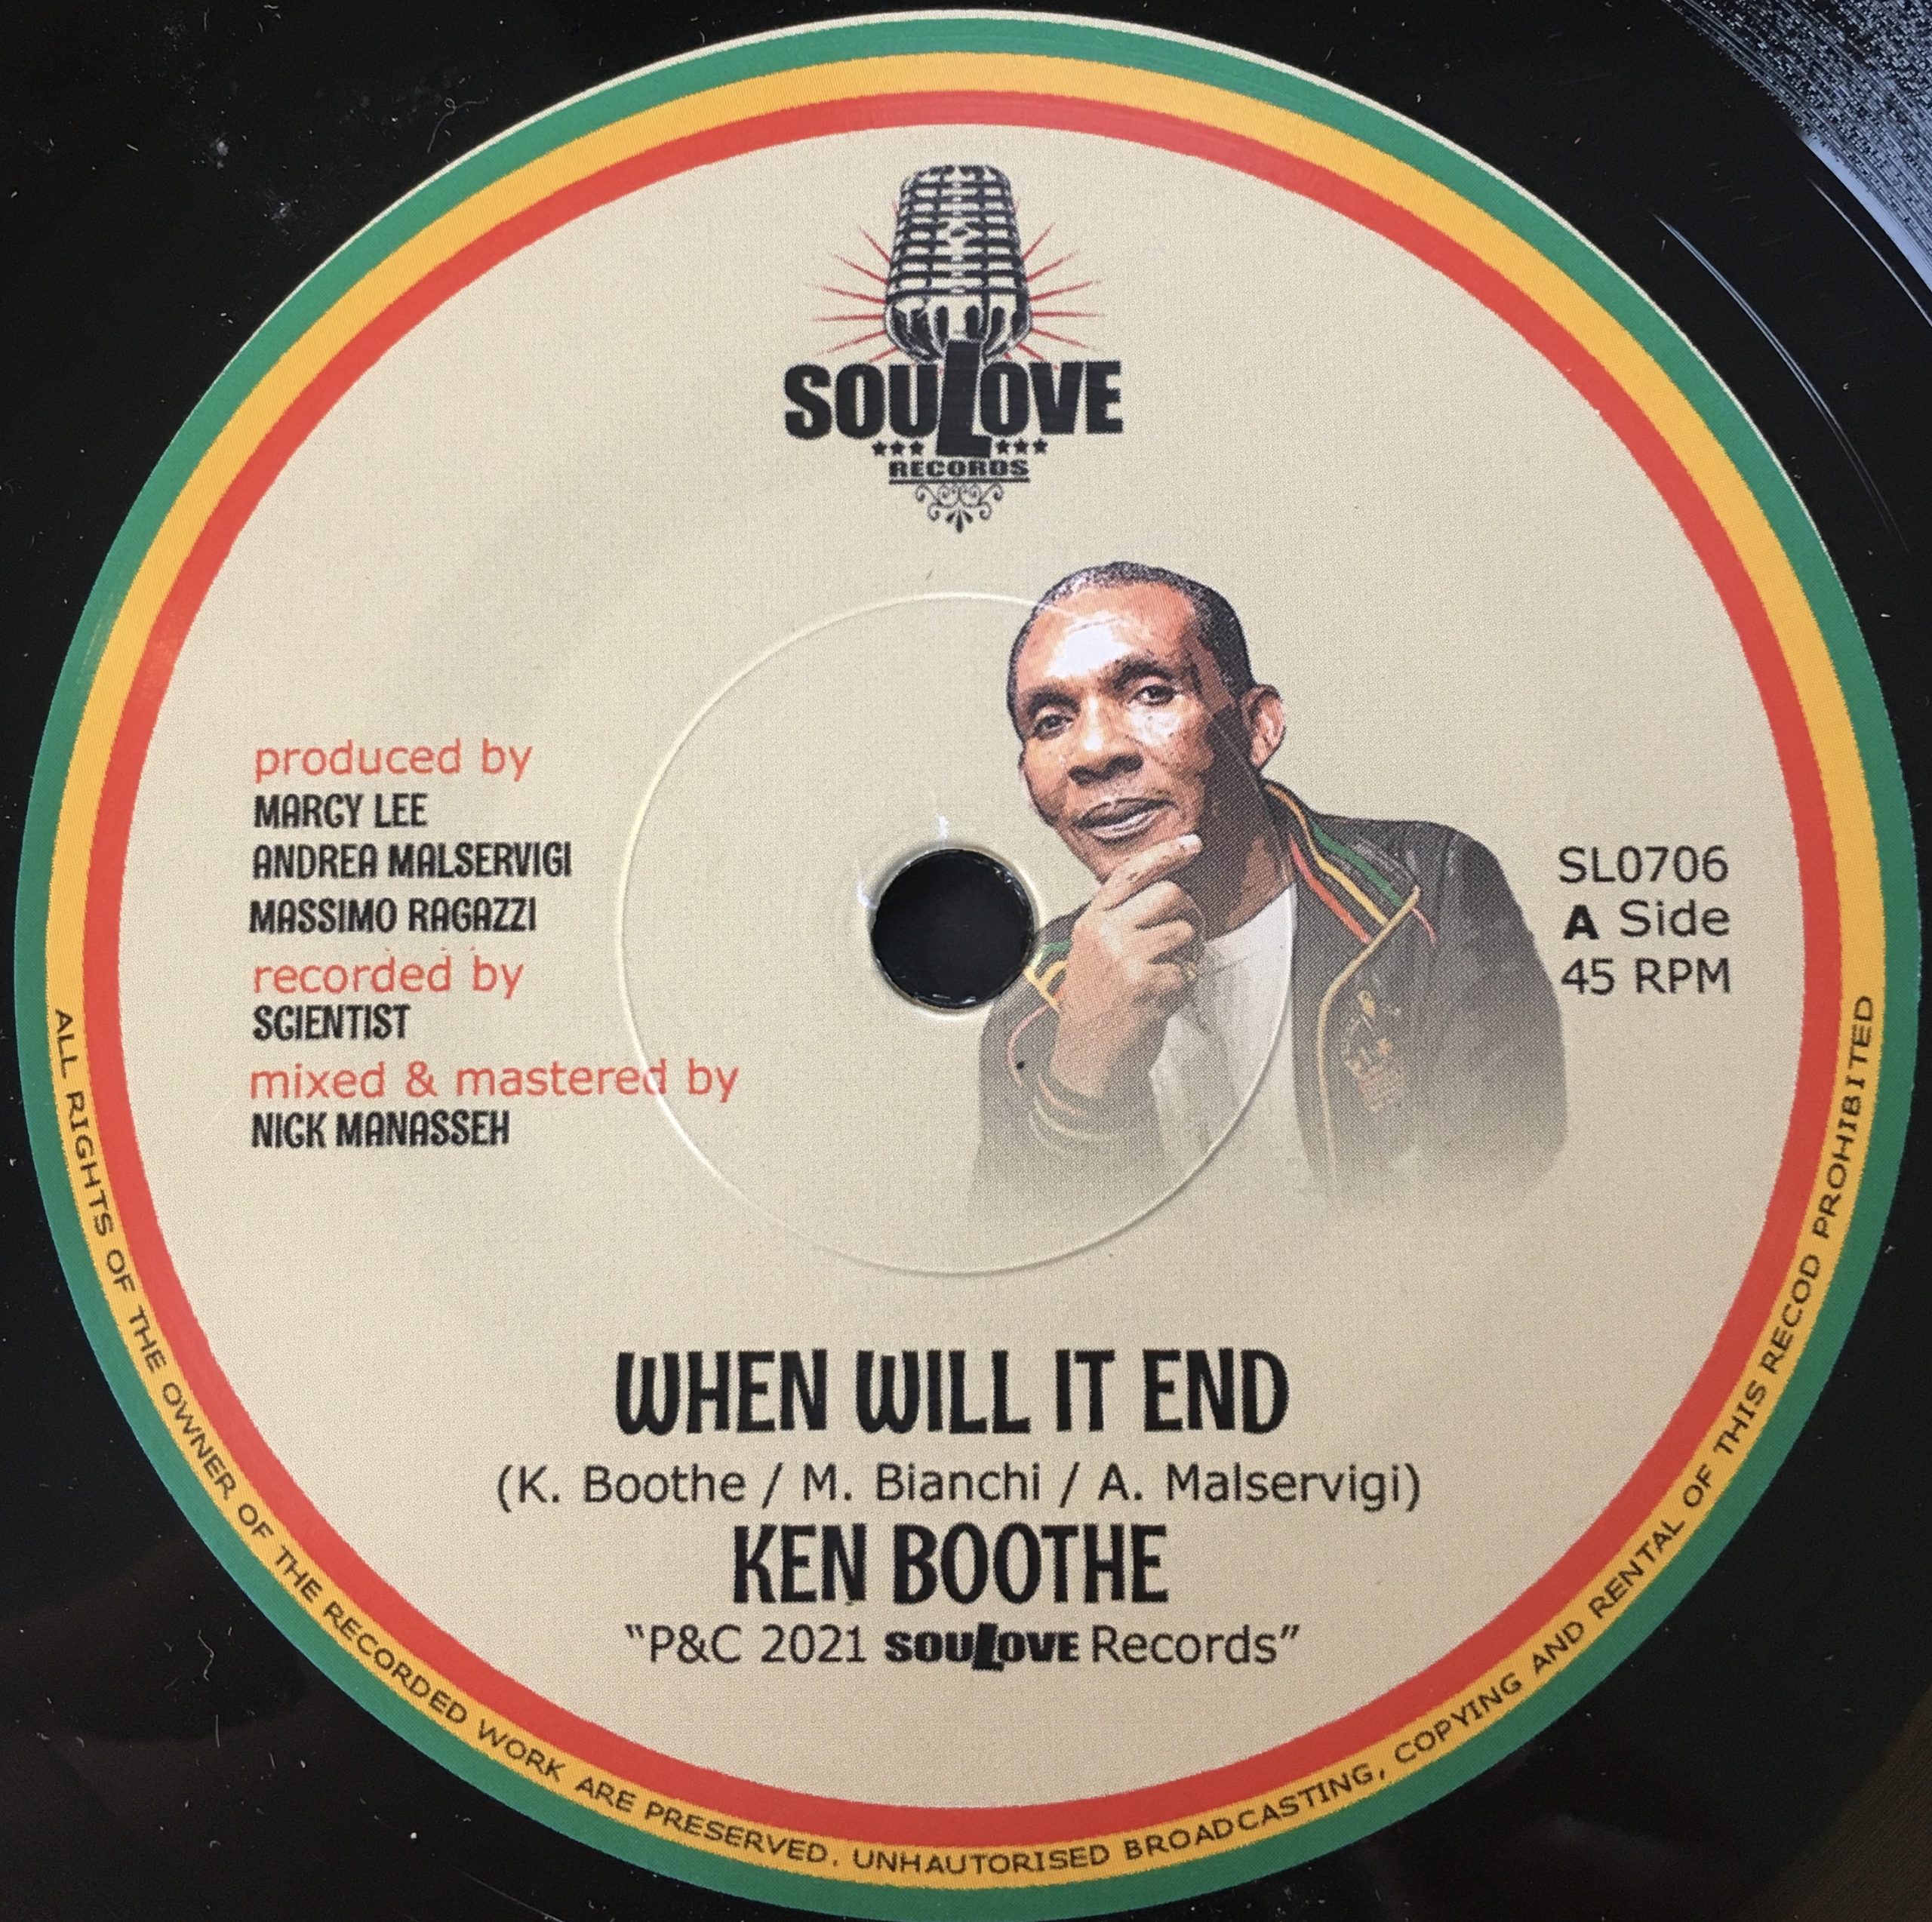 SOULOVE
RECORDS
produced by
MARCY LEE
ANDREA MALSERVIGI
MASSIMO RAGAZZI
recorded by
SCIENTIST
mixed & mastered by
NICK MANASSEH
SL0706
A Side
45 RPM
WHEN WILL IT END
(K. Boothe / M. Bianchi / A. Malservigi)
KEN BOOTHE
“P&C 2021 SOULOVE Records”
ALL RIGHTS OF THE OWNER OF THE RECORDED WORK ARE PRESERVED. UNHAUTORISED BROADCASTING, COPYING AND RENTAL OF THIS RECOD PROHIBITED